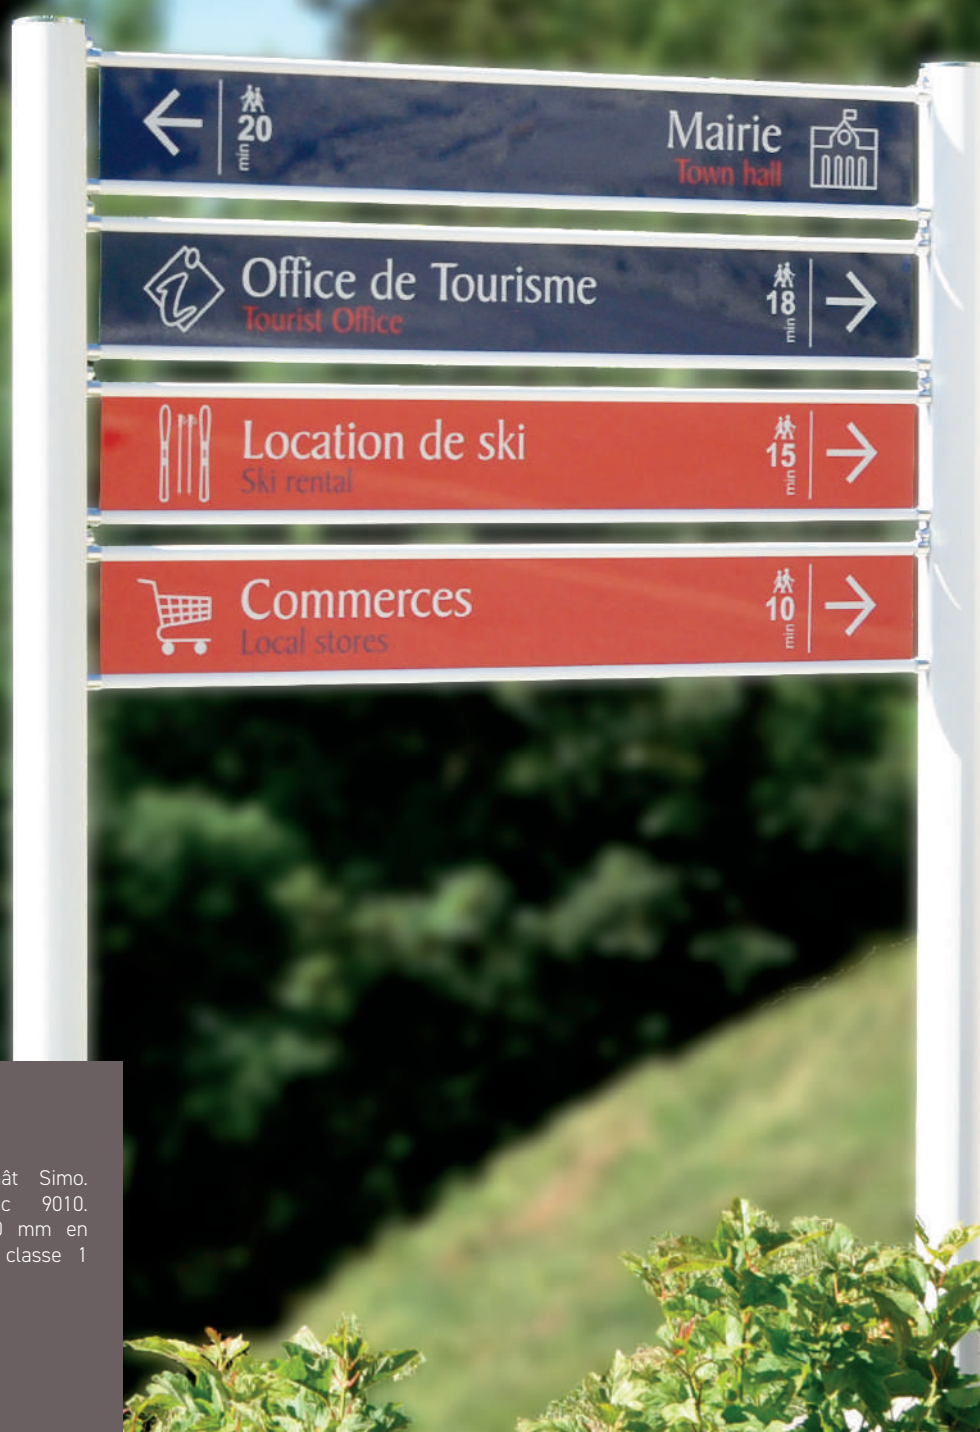 20
min
Mairie
Town hall
Office de Tourisme
Tourist Office
18
min
Location de ski
Ski rental
15
min
Commerces
Local stores
10
min
Simo.
9010.
mm en
classe 1